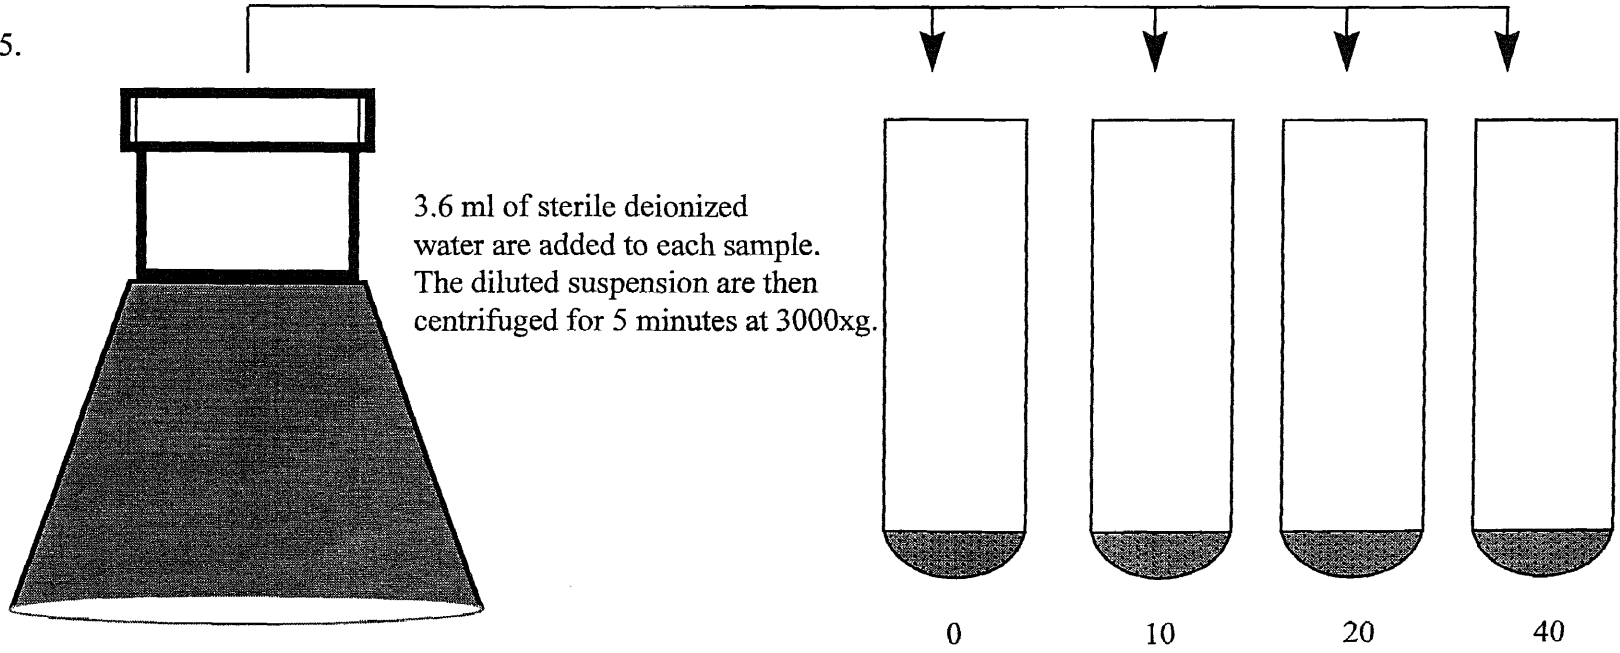 5.
3.6 ml of sterile deionized
water are added to each sample.
The diluted suspension are then
centrifuged for 5 minutes at 3000xg.
0 10 20 40